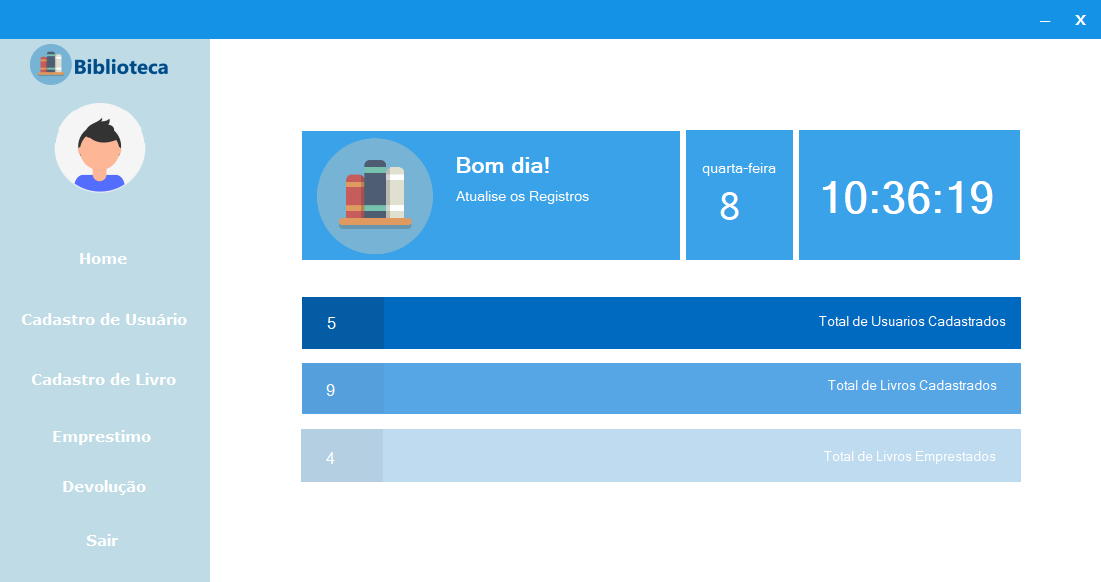 – X
Biblioteca
Home
Cadastro de Usuário
Cadastro de Livro
Emprestimo
Devolução
Sair
Bom dia!
Atualise os Registros
quarta-feira
8
10:36:19
5 Total de Usuarios Cadastrados
9 Total de Livros Cadastrados
4 Total de Livros Emprestados